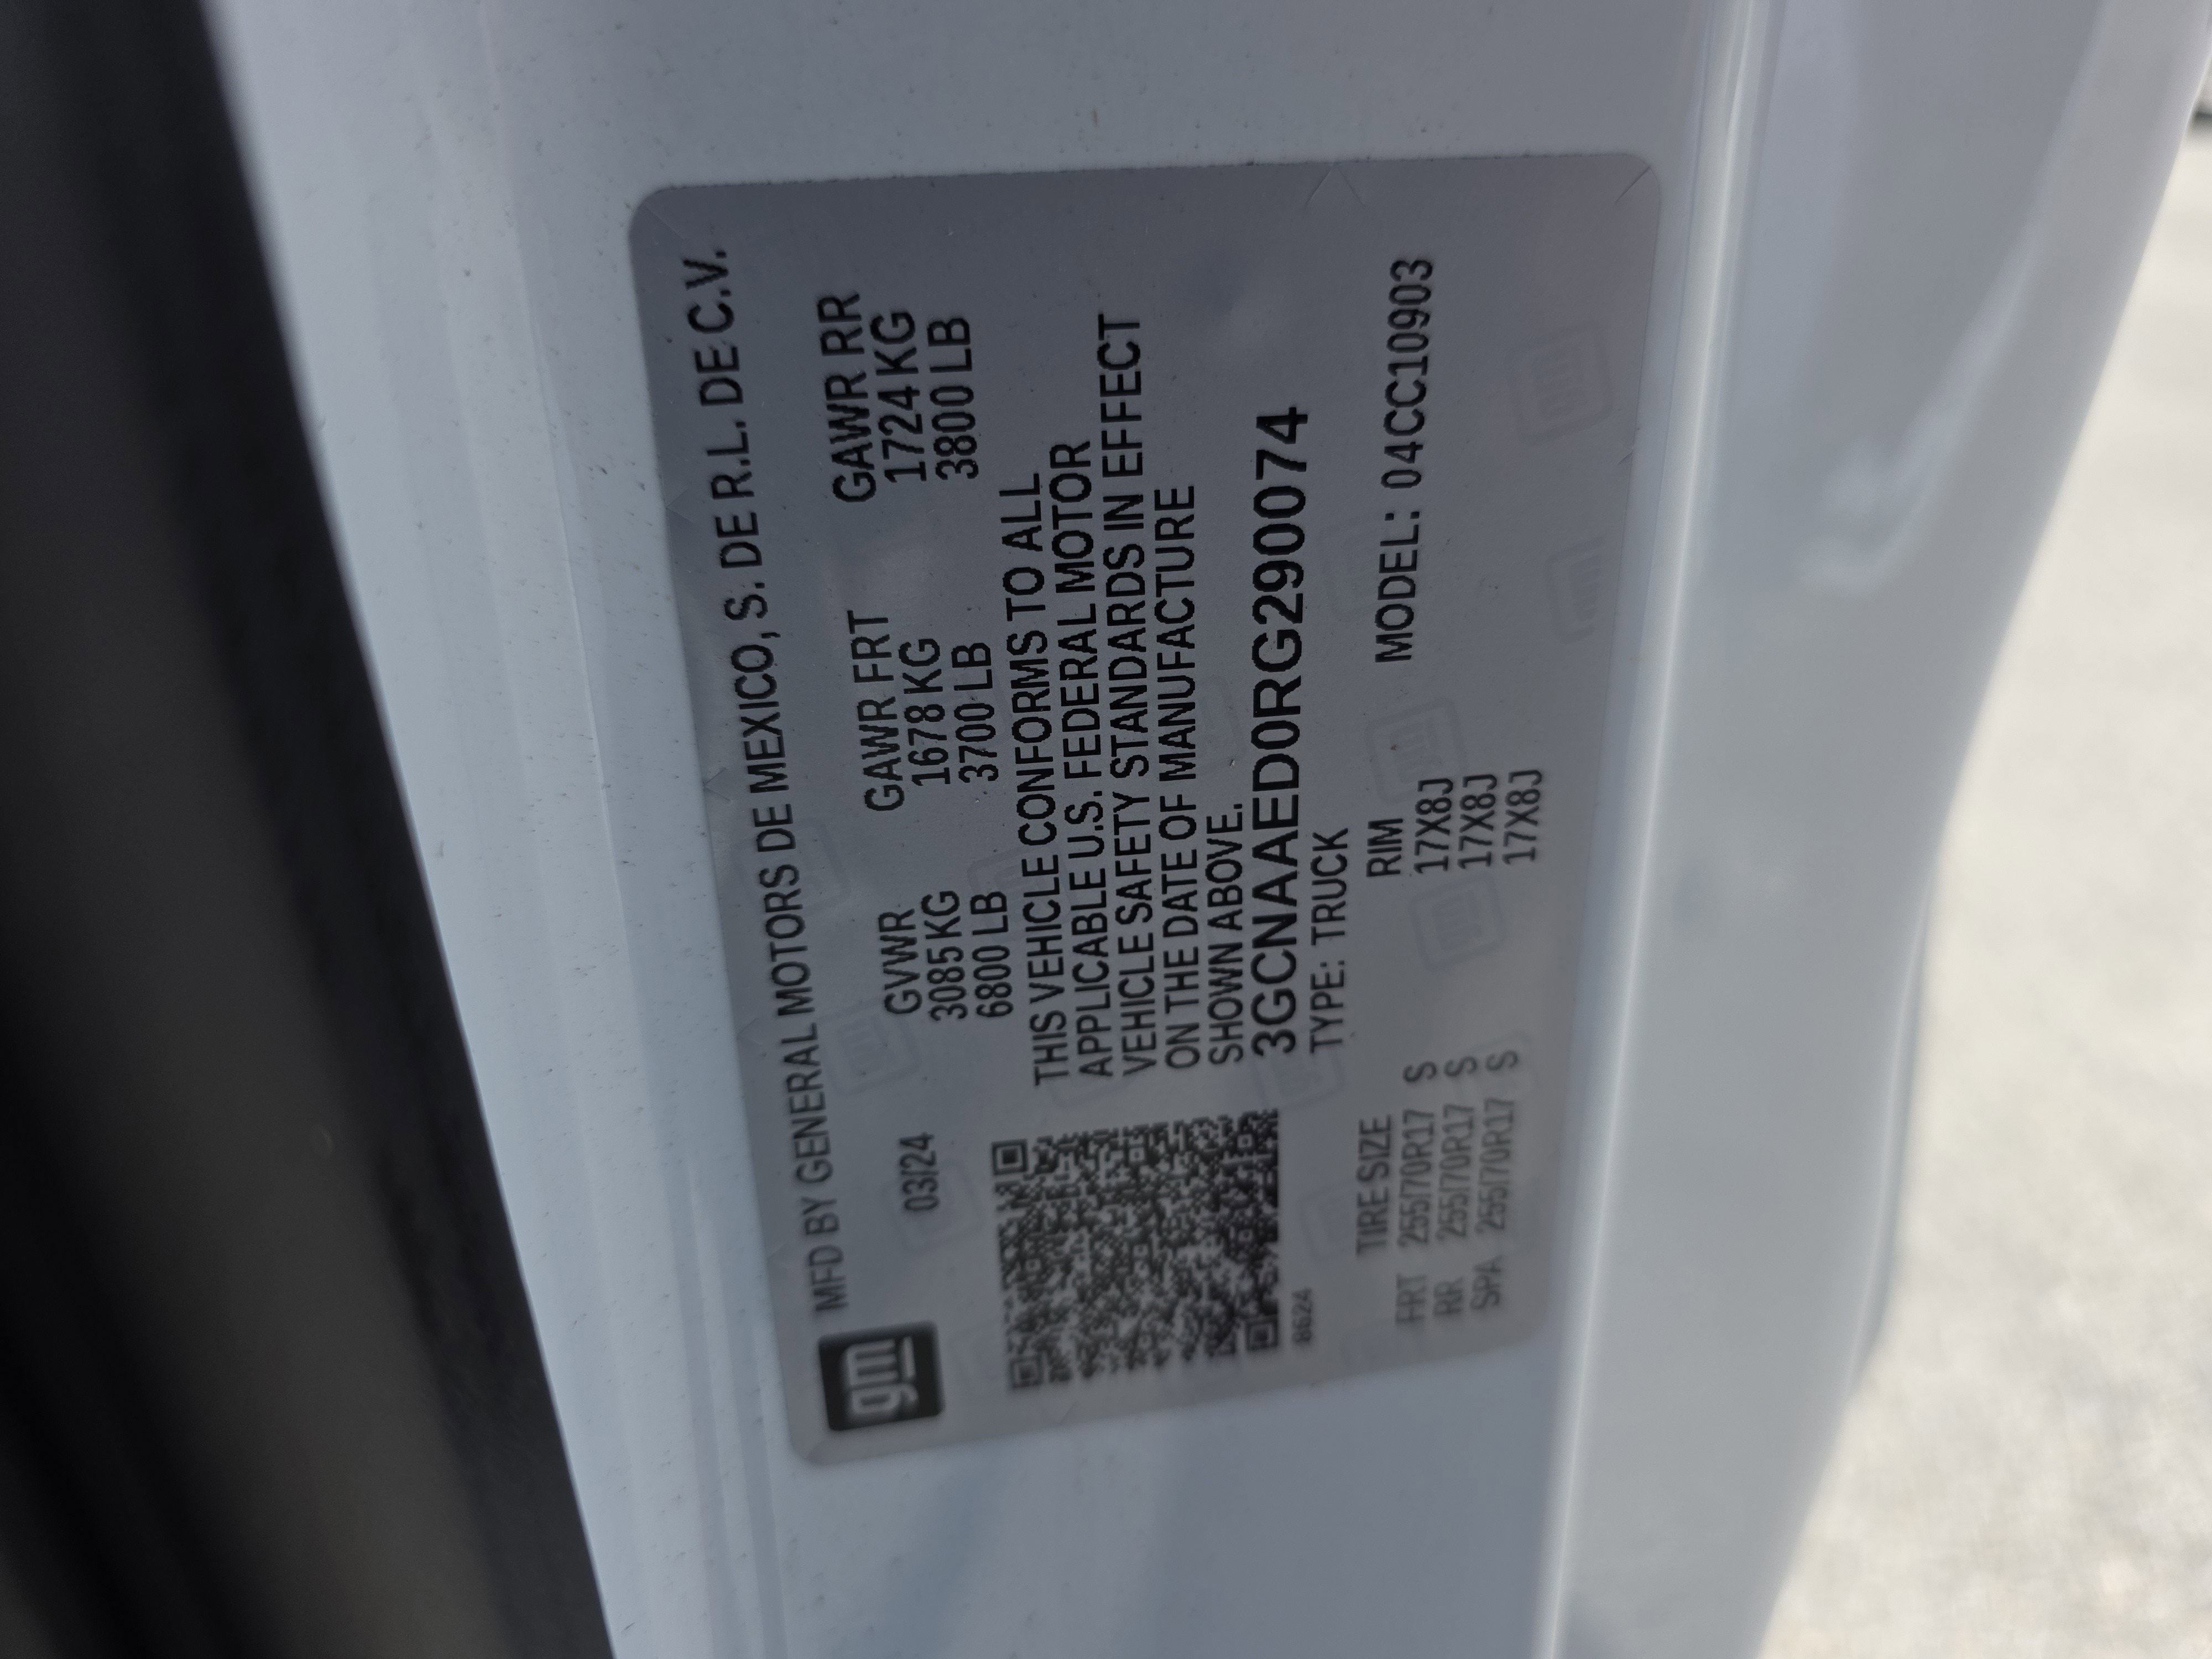 gm MFD BY GENERAL MOTORS DE MEXICO, S. DE R.L. DE C.V.
03/24 GVWR GAWR FRT GAWR RR
3085 KG 1678 KG 1724 KG
6800 LB 3700 LB 3800 LB
THIS VEHICLE CONFORMS TO ALL
APPLICABLE U.S. FEDERAL MOTOR
VEHICLE SAFETY STANDARDS IN EFFECT
ON THE DATE OF MANUFACTURE
SHOWN ABOVE.
3GCNAAED0RG290074
8624 TYPE: TRUCK
TIRE SIZE RIM MODEL: 04CC10903
FRT 255/70R17 S 17X8J
RR 255/70R17 S 17X8J
SPA 255/70R17 S 17X8J